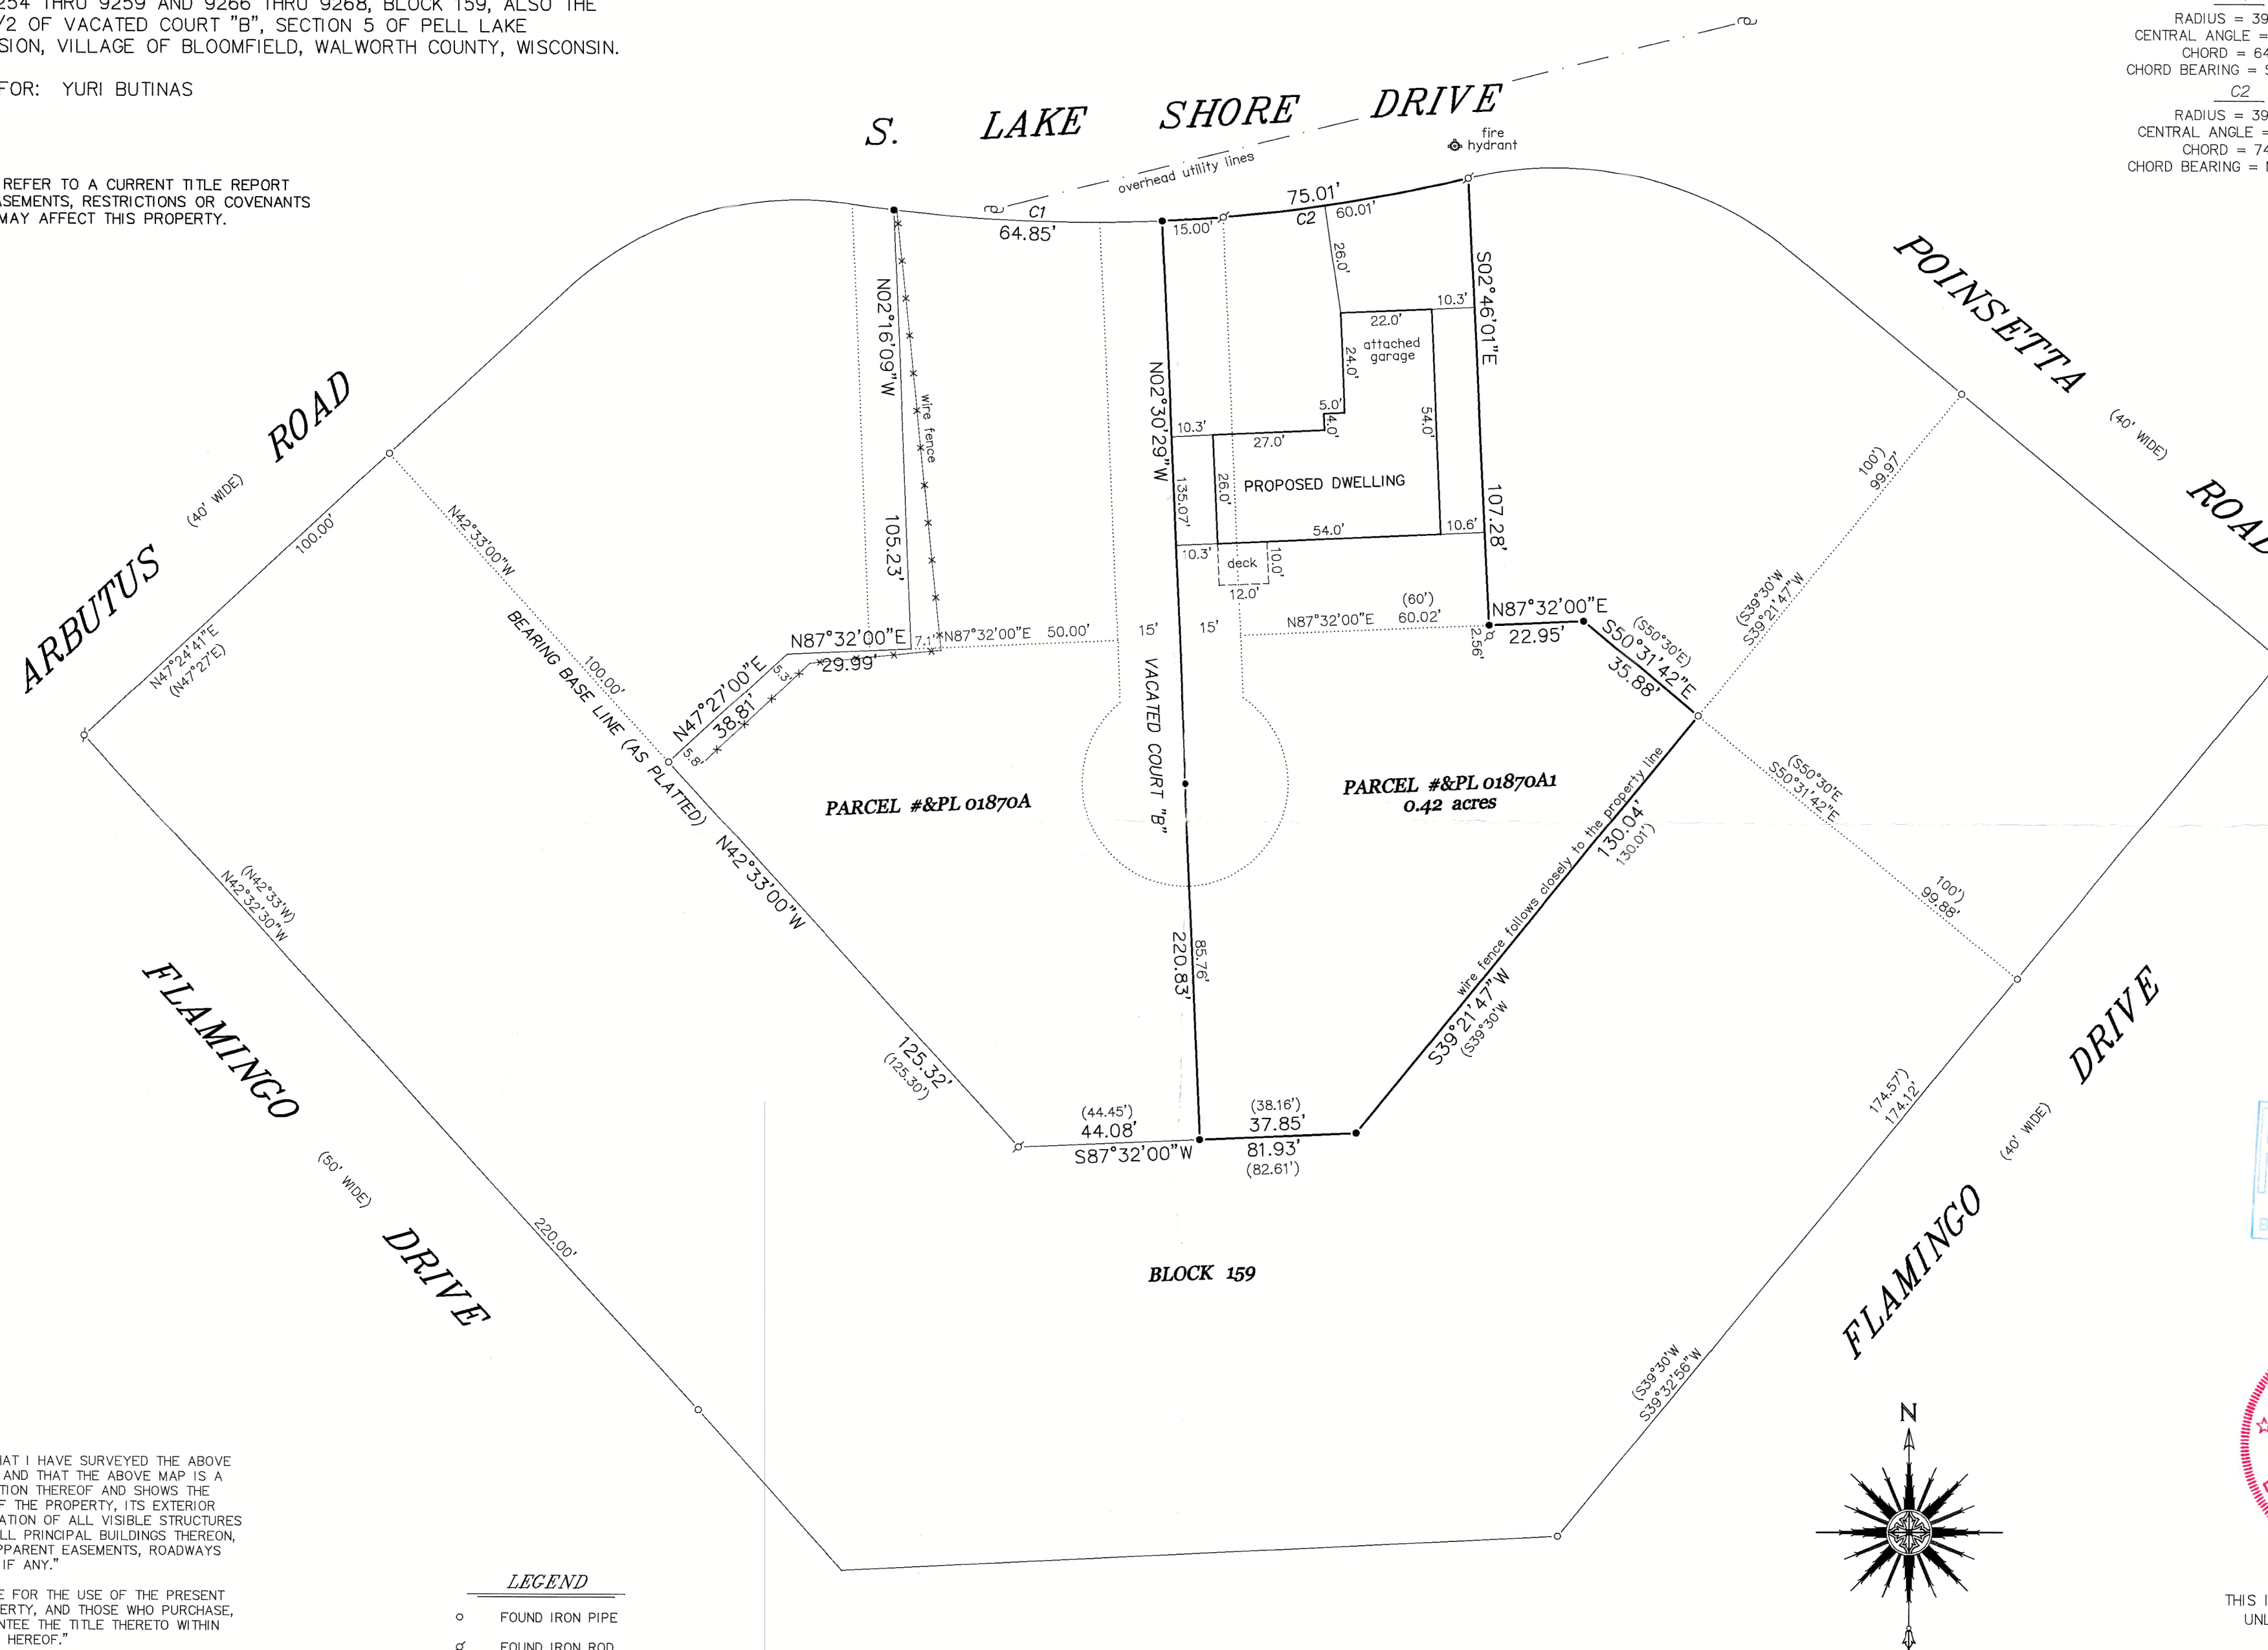 254 THRU 9259 AND 9266 THRU 9268, BLOCK 159, ALSO THE
/2 OF VACATED COURT "B", SECTION 5 OF PELL LAKE
SION, VILLAGE OF BLOOMFIELD, WALWORTH COUNTY, WISCONSIN.
FOR: YURI BUTINAS
REFER TO A CURRENT TITLE REPORT
ASEMENTS, RESTRICTIONS OR COVENANTS
MAY AFFECT THIS PROPERTY.
RADIUS = 39
CENTRAL ANGLE =
CHORD = 64
CHORD BEARING = S
C2
RADIUS = 39
CENTRAL ANGLE =
CHORD = 74
CHORD BEARING =
S. LAKE SHORE DRIVE
fire
hydrant
overhead utility lines
C1
64.85'
75.01'
15.00'
C2
60.01'
26.0'
10.3'
22.0'
attached
garage
24.0'
54.0'
5.0'
4.0'
10.3'
27.0'
26.0'
PROPOSED DWELLING
54.0'
10.6'
10.3'
deck
10.0'
12.0'
S02°46'01"E
107.28'
N02°30'29"W
135.07'
N02°16'09"W
105.23'
wire fence
POINSETTA
(40' WIDE)
ROAD
ARBUTUS
(40' WIDE)
ROAD
100.00'
N47°24'41"E
(N47°27'E)
N42°33'00"W
100.00'
BEARING BASE LINE (AS PLATTED)
N87°32'00"E
29.99'
7.1'
N87°32'00"E 50.00'
15'
15'
N87°32'00"E
(60')
60.02'
2.56'
N87°32'00"E
22.95'
(S50°30'E)
S50°31'42"E
35.88'
100')
99.97'
(S39°30'W
S39°21'47"W
N47°27'00"E
38.81'
5.3'
5.8'
VACATED COURT "B"
PARCEL #&PL 01870A
PARCEL #&PL 01870A1
0.42 acres
wire fence follows closely to the property line
130.04'
130.01')
S39°21'47"W
(S39°30'W
(S50°30'E
S50°31'42"E
100')
99.88'
N42°33'00"W
125.32'
(125.30')
85.76'
220.83'
(44.45')
44.08'
S87°32'00"W
(38.16')
37.85'
81.93'
(82.61')
(N42°33'W)
N42°32'30"W
220.00'
FLAMINGO
(50' WIDE)
DRIVE
BLOCK 159
174.57')
174.12'
(S39°30'W
S39°32'56"W
FLAMINGO
(40' WIDE)
DRIVE
N
HAT I HAVE SURVEYED THE ABOVE
AND THAT THE ABOVE MAP IS A
TION THEREOF AND SHOWS THE
F THE PROPERTY, ITS EXTERIOR
ATION OF ALL VISIBLE STRUCTURES
LL PRINCIPAL BUILDINGS THEREON,
PPARENT EASEMENTS, ROADWAYS
IF ANY."
E FOR THE USE OF THE PRESENT
ERTY, AND THOSE WHO PURCHASE,
NTEE THE TITLE THERETO WITHIN
HEREOF."
LEGEND
FOUND IRON PIPE
FOUND IRON ROD
THIS I
UNL